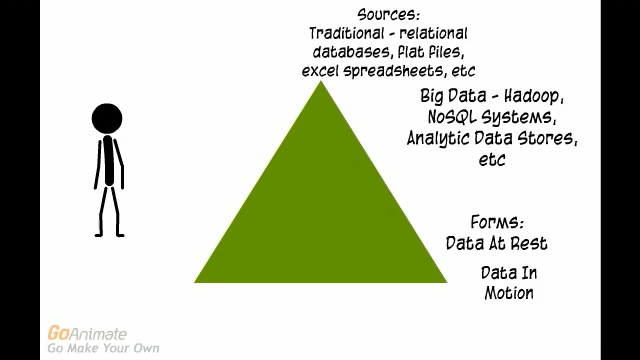 Sources:
Traditional - relational
databases, flat files,
excel spreadsheets, etc
Big Data - Hadoop,
NoSQL Systems,
Analytic Data Stores,
etc
Forms:
Data At Rest
Data In
Motion
GoAnimate
Go Make Your Own